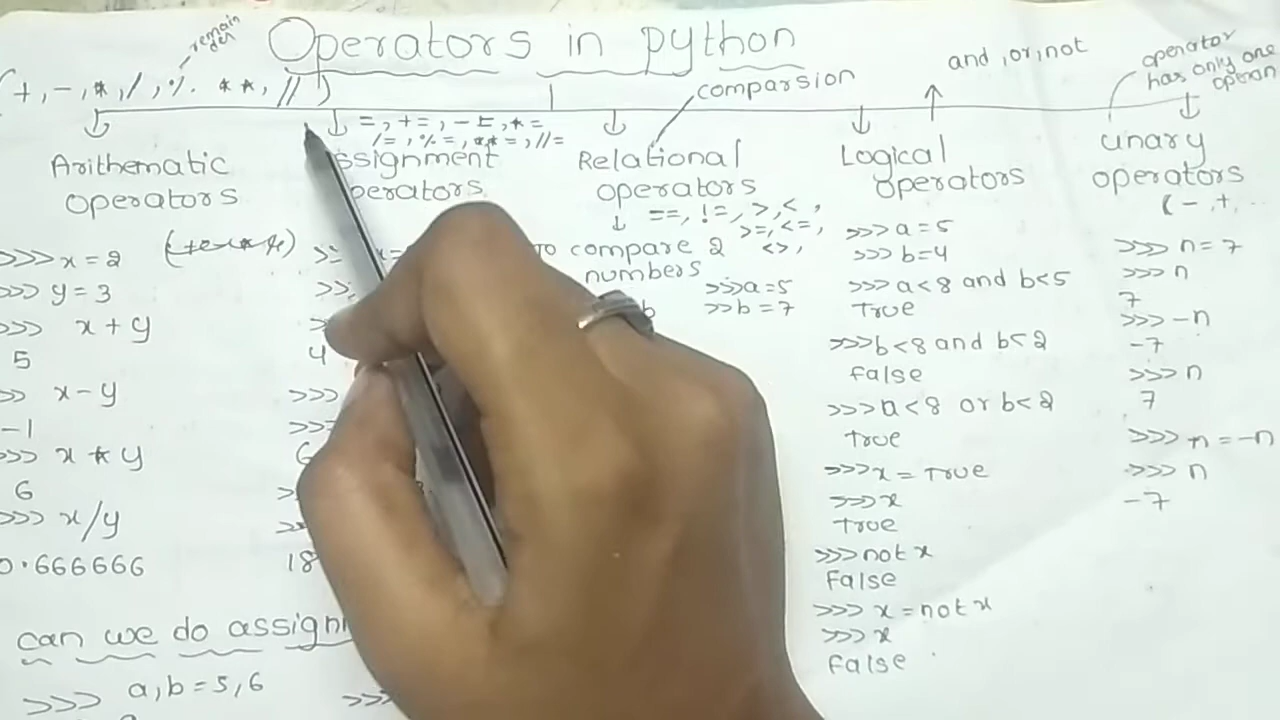 Operators in python
remain
der
(+, -, *, /, %, **, //)
=, +=, -=, *=
/=, %=, **=, //=
comparsion
and, or, not
operator
has only one
Arithematic
operators
ssignment
perators
Relational
operators
==, !=, >, <,
>=, <=,
<>,
Logical
operators
unary
operators
(-, +,
>>> x=2
>>> y=3
>>> x+y
5
>> x-y
-1
>>> x*y
6
>>> x/y
0.666666
4
>>>
6
18
To compare 2
numbers
>>>a=5
>>b=7
b
>>>a=5
>>>b=4
>>>a<8 and b<5
True
>>>b<8 and b<2
False
>>>a<8 or b<2
True
>>>x=True
>>>x
True
>>>not x
False
>>> x=not x
>>> x
False
>>> n=7
>>> n
7
>>> -n
-7
>>> n
7
>>> n=-n
>>> n
-7
can we do assign
>>> a,b=5,6
>>>